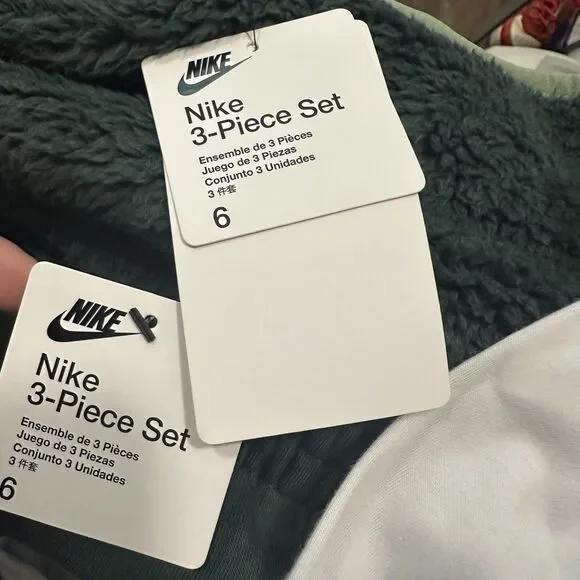 NIKE
Nike
3-Piece Set
Ensemble de 3 Pièces
Juego de 3 Piezas
Conjunto 3 Unidades
3 件套
6
NIKE
Nike
3-Piece Set
Ensemble de 3 Pièces
Juego de 3 Piezas
Conjunto 3 Unidades
3 件套
6